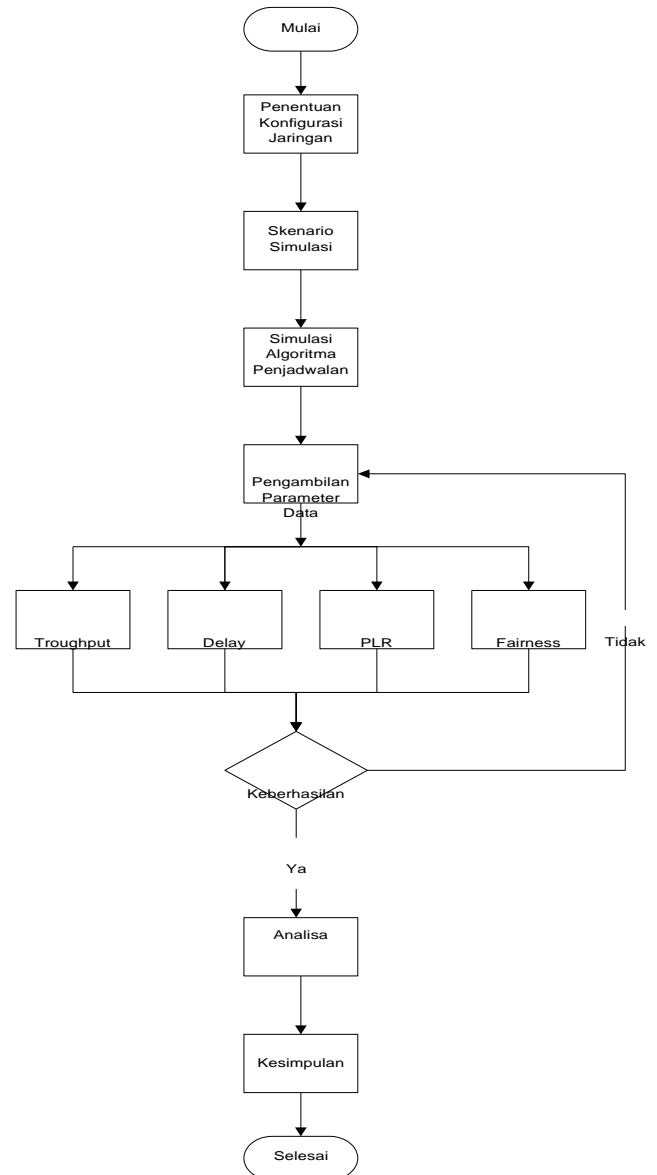 Mulai
Penentuan
Konfigurasi
Jaringan
Skenario
Simulasi
Simulasi
Algoritma
Penjadwalan
Pengambilan
Parameter
Data
Troughput
Delay
PLR
Fairness
Tidak
Keberhasilan
Ya
Analisa
Kesimpulan
Selesai